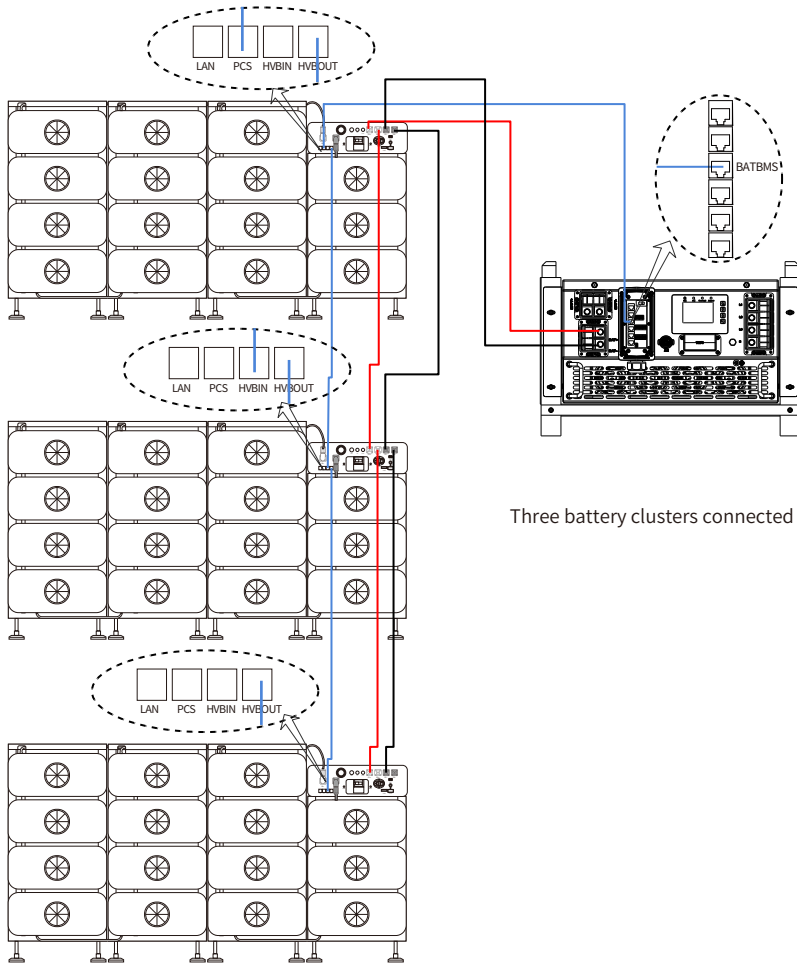 LAN PCS HVBIN HVBOUT
BATBMS
LAN PCS HVBIN HVBOUT
Three battery clusters connected
LAN PCS HVBIN HVBOUT